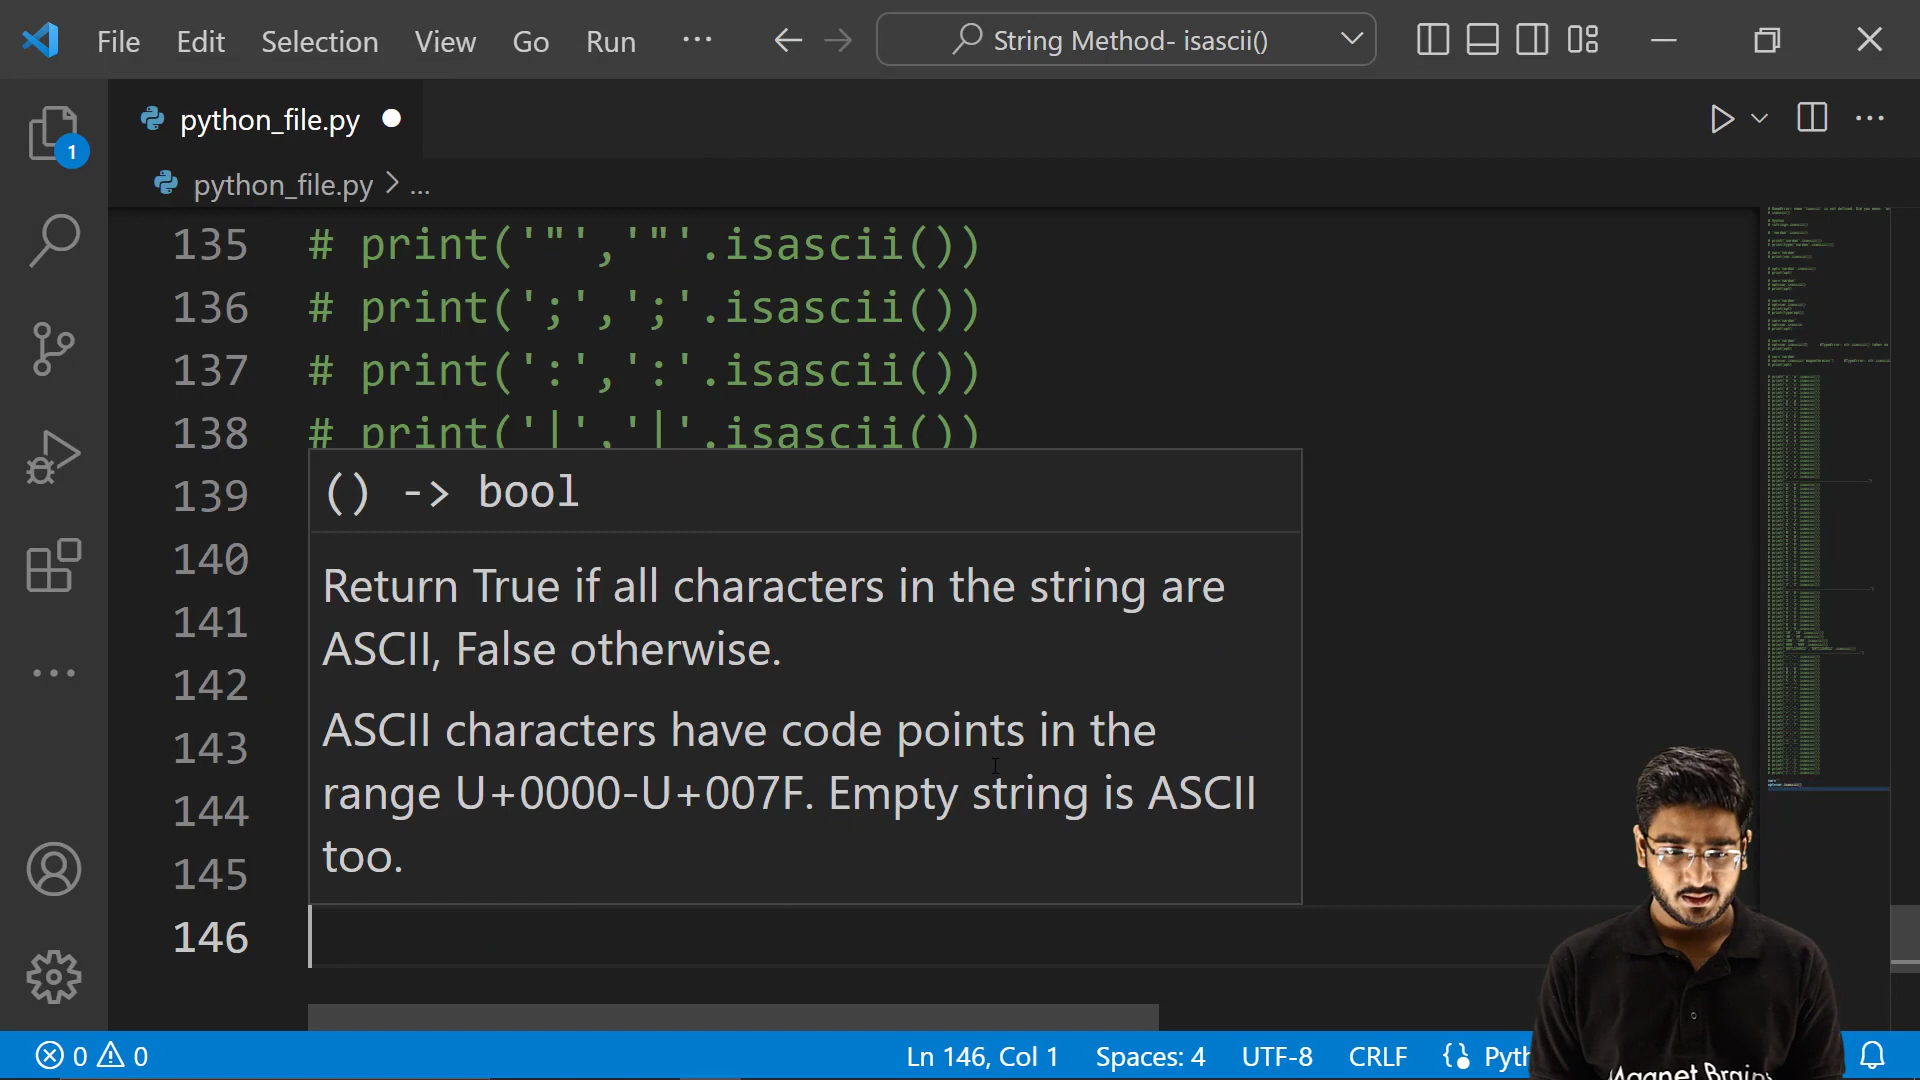 File Edit Selection View Go Run ... String Method- isascii()
python_file.py
1
python_file.py > ...
135 # print('"','"'.isascii())
136 # print(';',';'.isascii())
137 # print(':',':'.isascii())
138 # print('|','|'.isascii())
139
() -> bool
140
Return True if all characters in the string are
141
ASCII, False otherwise.
142
143
ASCII characters have code points in the
144
range U+0000-U+007F. Empty string is ASCII
145
too.
146
0 0 Ln 146, Col 1 Spaces: 4 UTF-8 CRLF
Magnet Brains